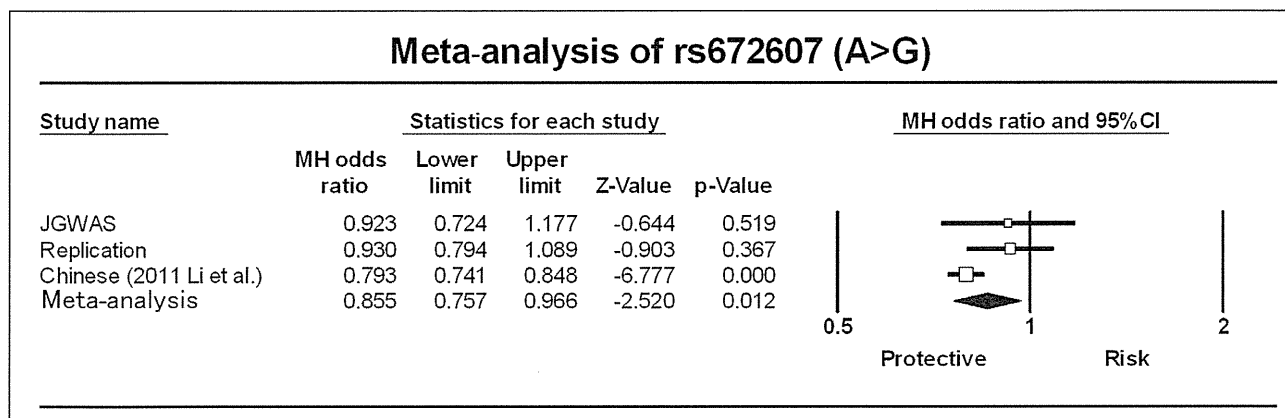 Meta-analysis of rs672607 (A>G)
Study name Statistics for each study MH odds ratio and 95%CI
MH odds Lower Upper
ratio limit limit Z-Value p-Value
JGWAS 0.923 0.724 1.177 -0.644 0.519
Replication 0.930 0.794 1.089 -0.903 0.367
Chinese (2011 Li et al.) 0.793 0.741 0.848 -6.777 0.000
Meta-analysis 0.855 0.757 0.966 -2.520 0.012
0.5 1 2
Protective Risk